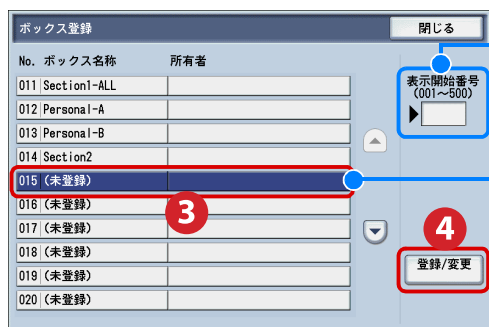 ボックス登録
閉じる
No. ボックス名称 所有者
011 Section1-ALL
012 Personal-A
013 Personal-B
014 Section2
015 (未登録)
016 (未登録)
017 (未登録)
018 (未登録)
019 (未登録)
020 (未登録)
表示開始番号
(001~500)
3
4
登録/変更